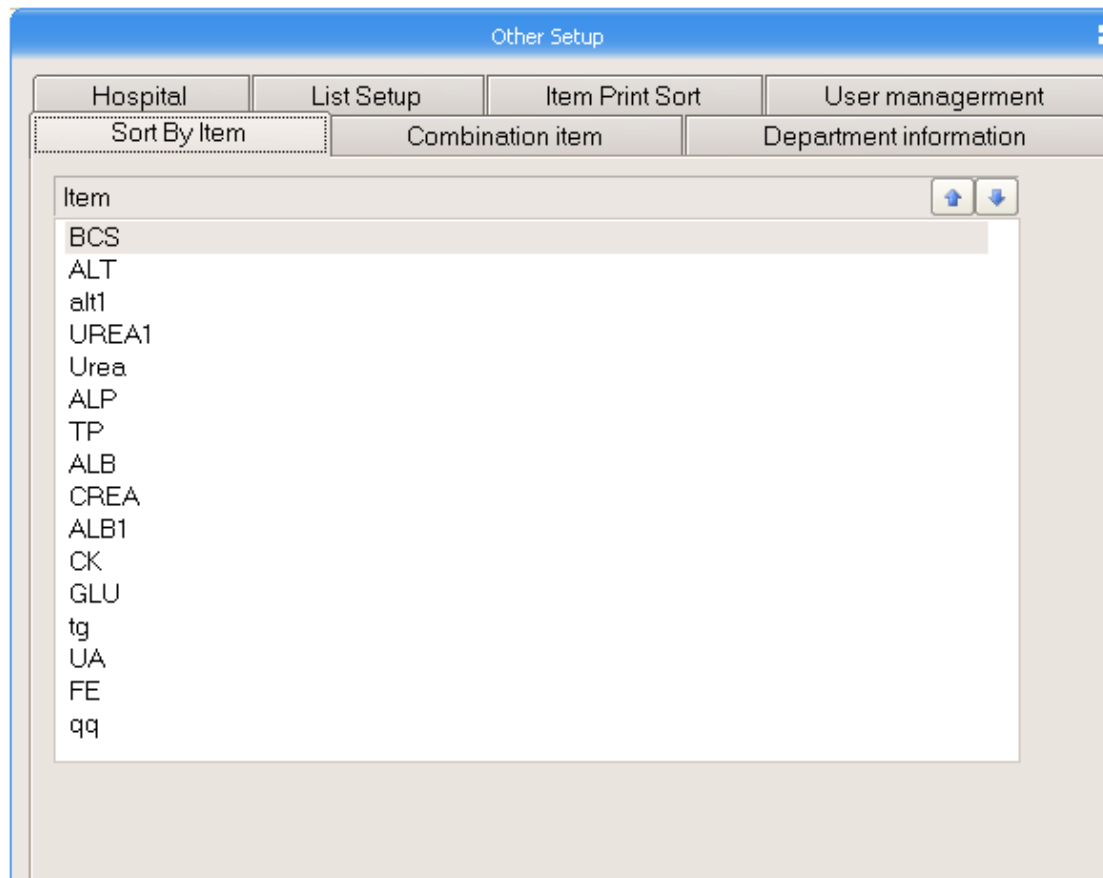 Other Setup
Hospital List Setup Item Print Sort User managerment
Sort By Item Combination item Department information
Item
BCS
ALT
alt1
UREA1
Urea
ALP
TP
ALB
CREA
ALB1
CK
GLU
tg
UA
FE
qq